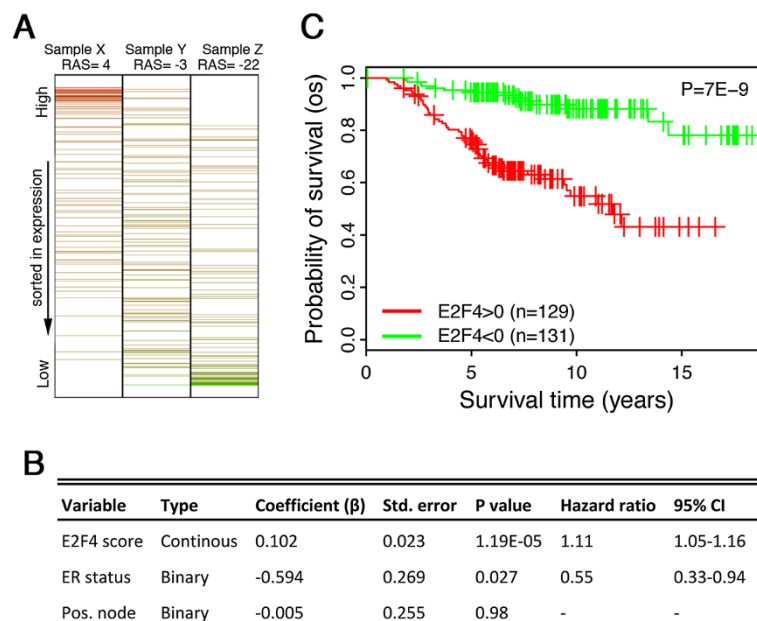 A
Sample X Sample Y Sample Z
RAS= 4 RAS= -3 RAS= -22
High
sorted in expression
Low
C
P=7E-9
Probability of survival (os)
1.0
0.8
0.6
0.4
0.2
0.0
E2F4>0 (n=129)
E2F4<0 (n=131)
0 5 10 15
Survival time (years)
B
Variable Type Coefficient (β) Std. error P value Hazard ratio 95% CI
E2F4 score Continous 0.102 0.023 1.19E-05 1.11 1.05-1.16
ER status Binary -0.594 0.269 0.027 0.55 0.33-0.94
Pos. node Binary -0.005 0.255 0.98 - -